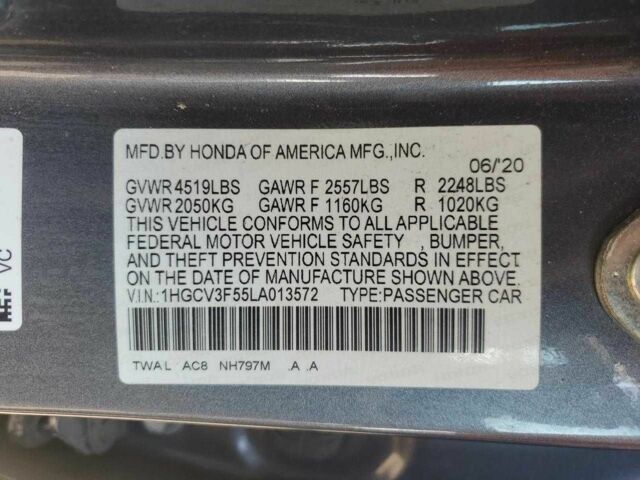 MFD.BY HONDA OF AMERICA MFG.,INC. 06/'20
GVWR 4519LBS GAWR F 2557LBS R 2248LBS
GVWR 2050KG GAWR F 1160KG R 1020KG
THIS VEHICLE CONFORMS TO ALL APPLICABLE
FEDERAL MOTOR VEHICLE SAFETY , BUMPER,
AND THEFT PREVENTION STANDARDS IN EFFECT
ON THE DATE OF MANUFACTURE SHOWN ABOVE.
V.I.N.: 1HGCV3F55LA013572 TYPE:PASSENGER CAR
TWAL AC8 NH797M .A .A
VC